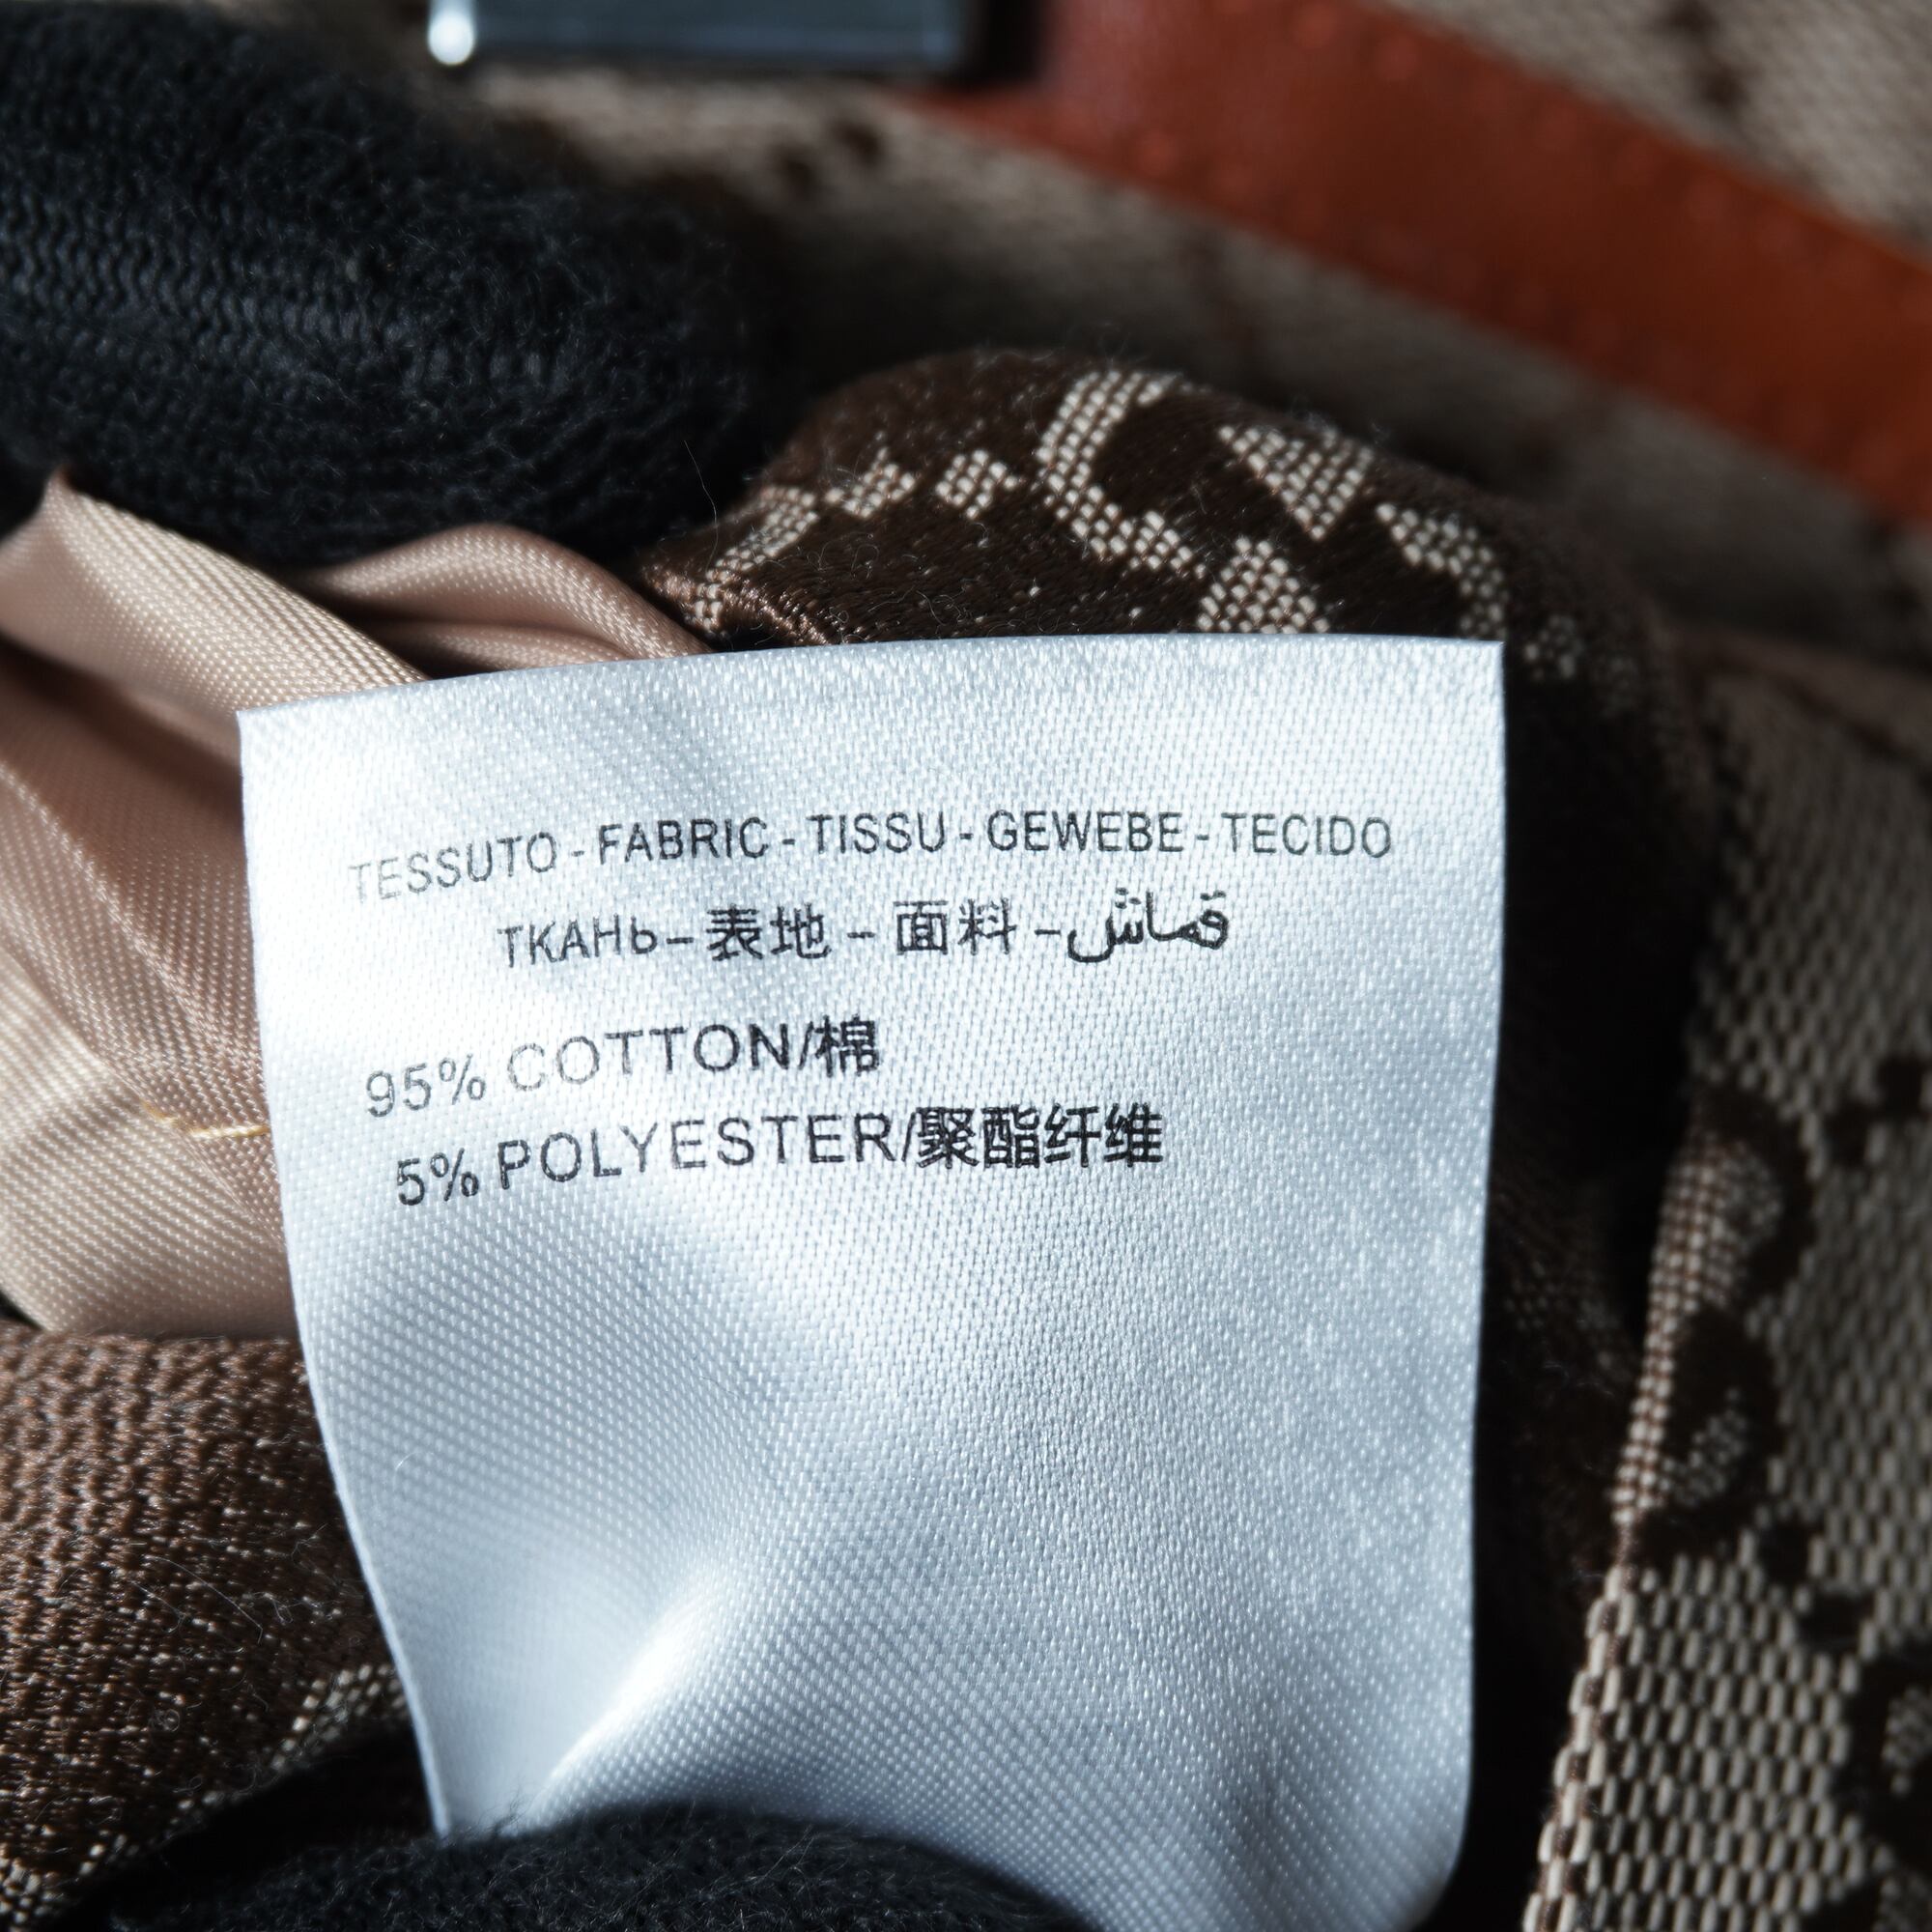 TESSUTO - FABRIC - TISSU - GEWEBE - TECIDO
ТКАНЬ - 表地 - 面料 - قماش
95% COTTON/棉
5% POLYESTER/聚酯纤维